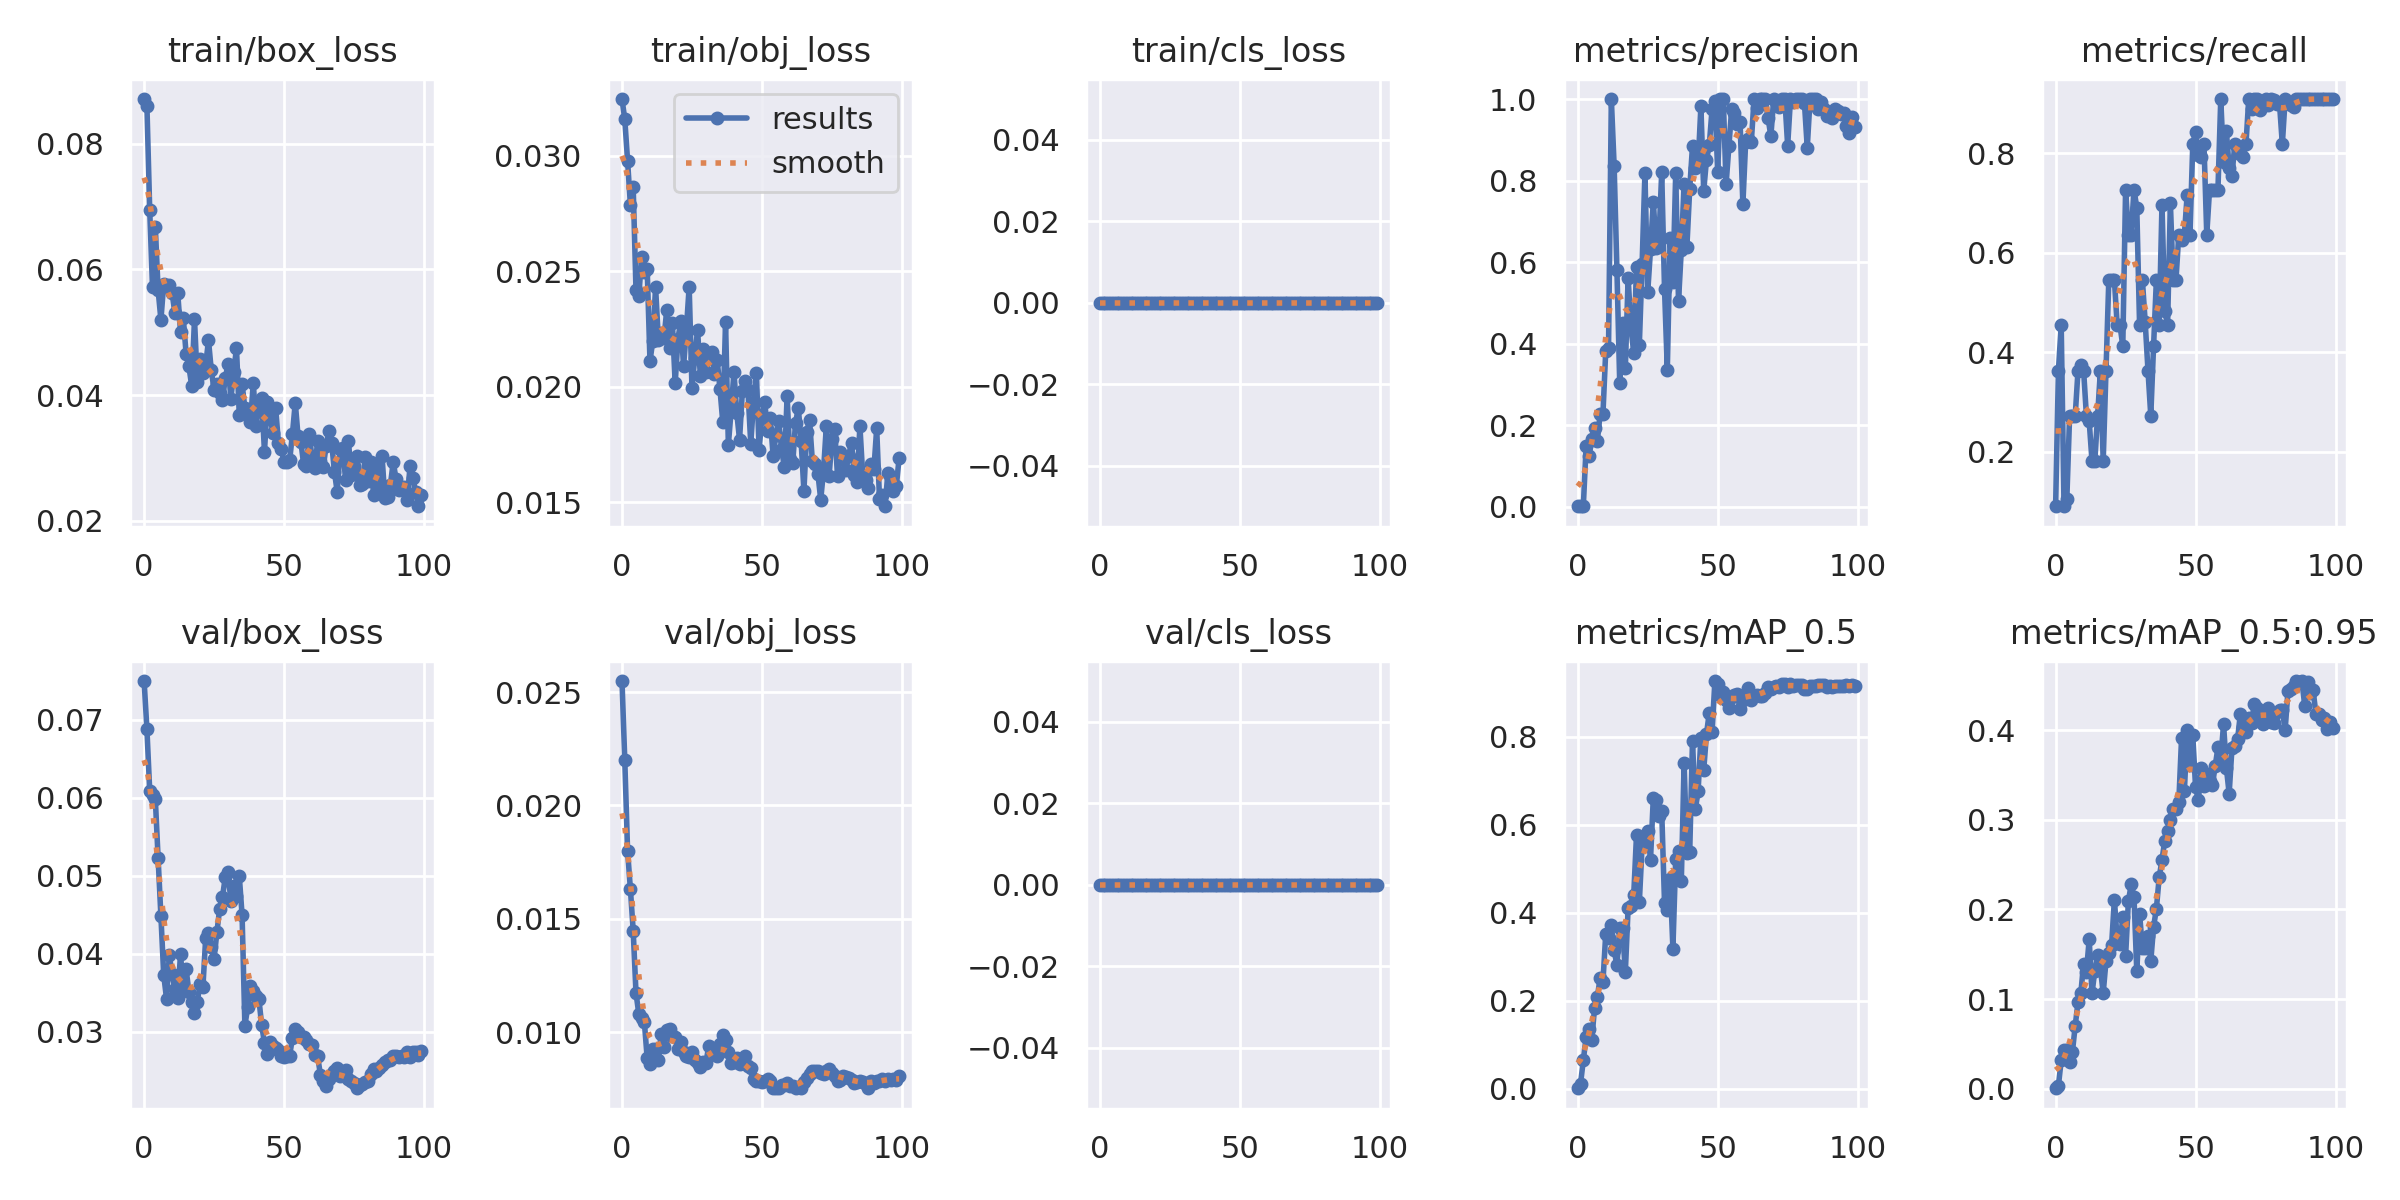 train/box_loss
0.08
0.06
0.04
0.02
0 50 100
train/obj_loss
results
smooth
0.030
0.025
0.020
0.015
0 50 100
train/cls_loss
0.04
0.02
0.00
−0.02
−0.04
0 50 100
metrics/precision
1.0
0.8
0.6
0.4
0.2
0.0
0 50 100
metrics/recall
0.8
0.6
0.4
0.2
0 50 100
val/box_loss
0.07
0.06
0.05
0.04
0.03
0 50 100
val/obj_loss
0.025
0.020
0.015
0.010
0 50 100
val/cls_loss
0.04
0.02
0.00
−0.02
−0.04
0 50 100
metrics/mAP_0.5
0.8
0.6
0.4
0.2
0.0
0 50 100
metrics/mAP_0.5:0.95
0.4
0.3
0.2
0.1
0.0
0 50 100